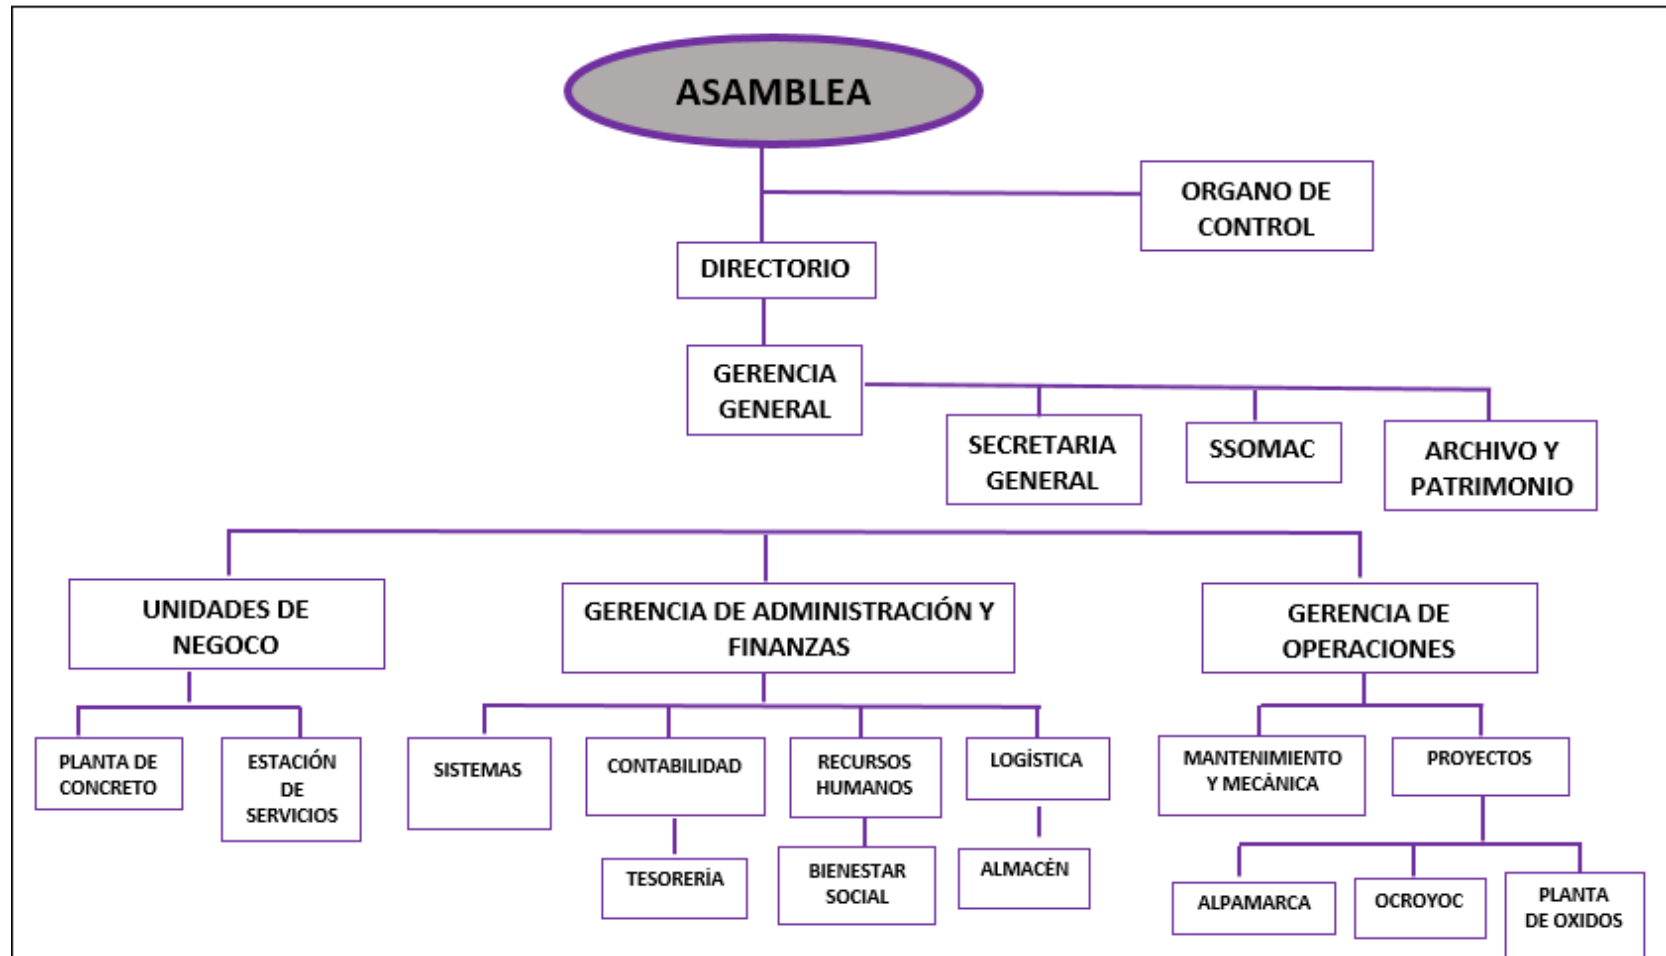 ASAMBLEA
ORGANO DE
CONTROL
DIRECTORIO
GERENCIA
GENERAL
SECRETARIA
GENERAL
SSOMAC
ARCHIVO Y
PATRIMONIO
UNIDADES DE
NEGOCO
GERENCIA DE ADMINISTRACIÓN Y
FINANZAS
GERENCIA DE
OPERACIONES
PLANTA DE
CONCRETO
ESTACIÓN
DE
SERVICIOS
SISTEMAS
CONTABILIDAD
RECURSOS
HUMANOS
LOGÍSTICA
MANTENIMIENTO
Y MECÁNICA
PROYECTOS
TESORERÍA
BIENESTAR
SOCIAL
ALMACÉN
ALPAMARCA
OCROYOC
PLANTA
DE OXIDOS